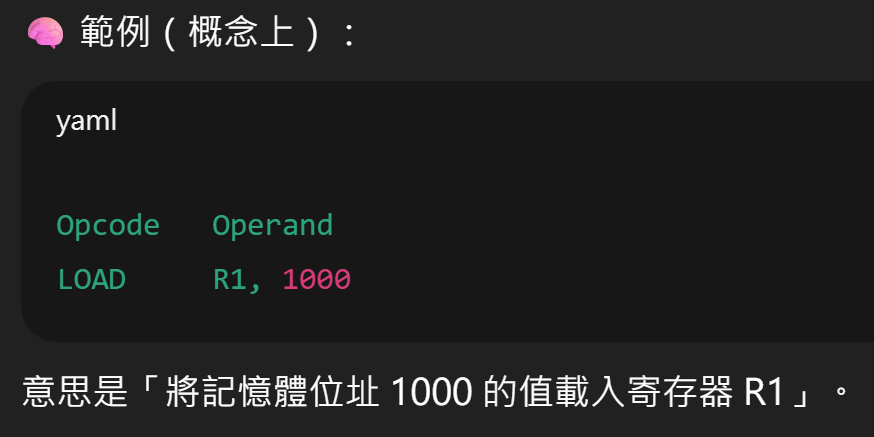 🧠 範例（概念上）：
yaml
Opcode   Operand
LOAD     R1, 1000
意思是「將記憶體位址 1000 的值載入寄存器 R1」。